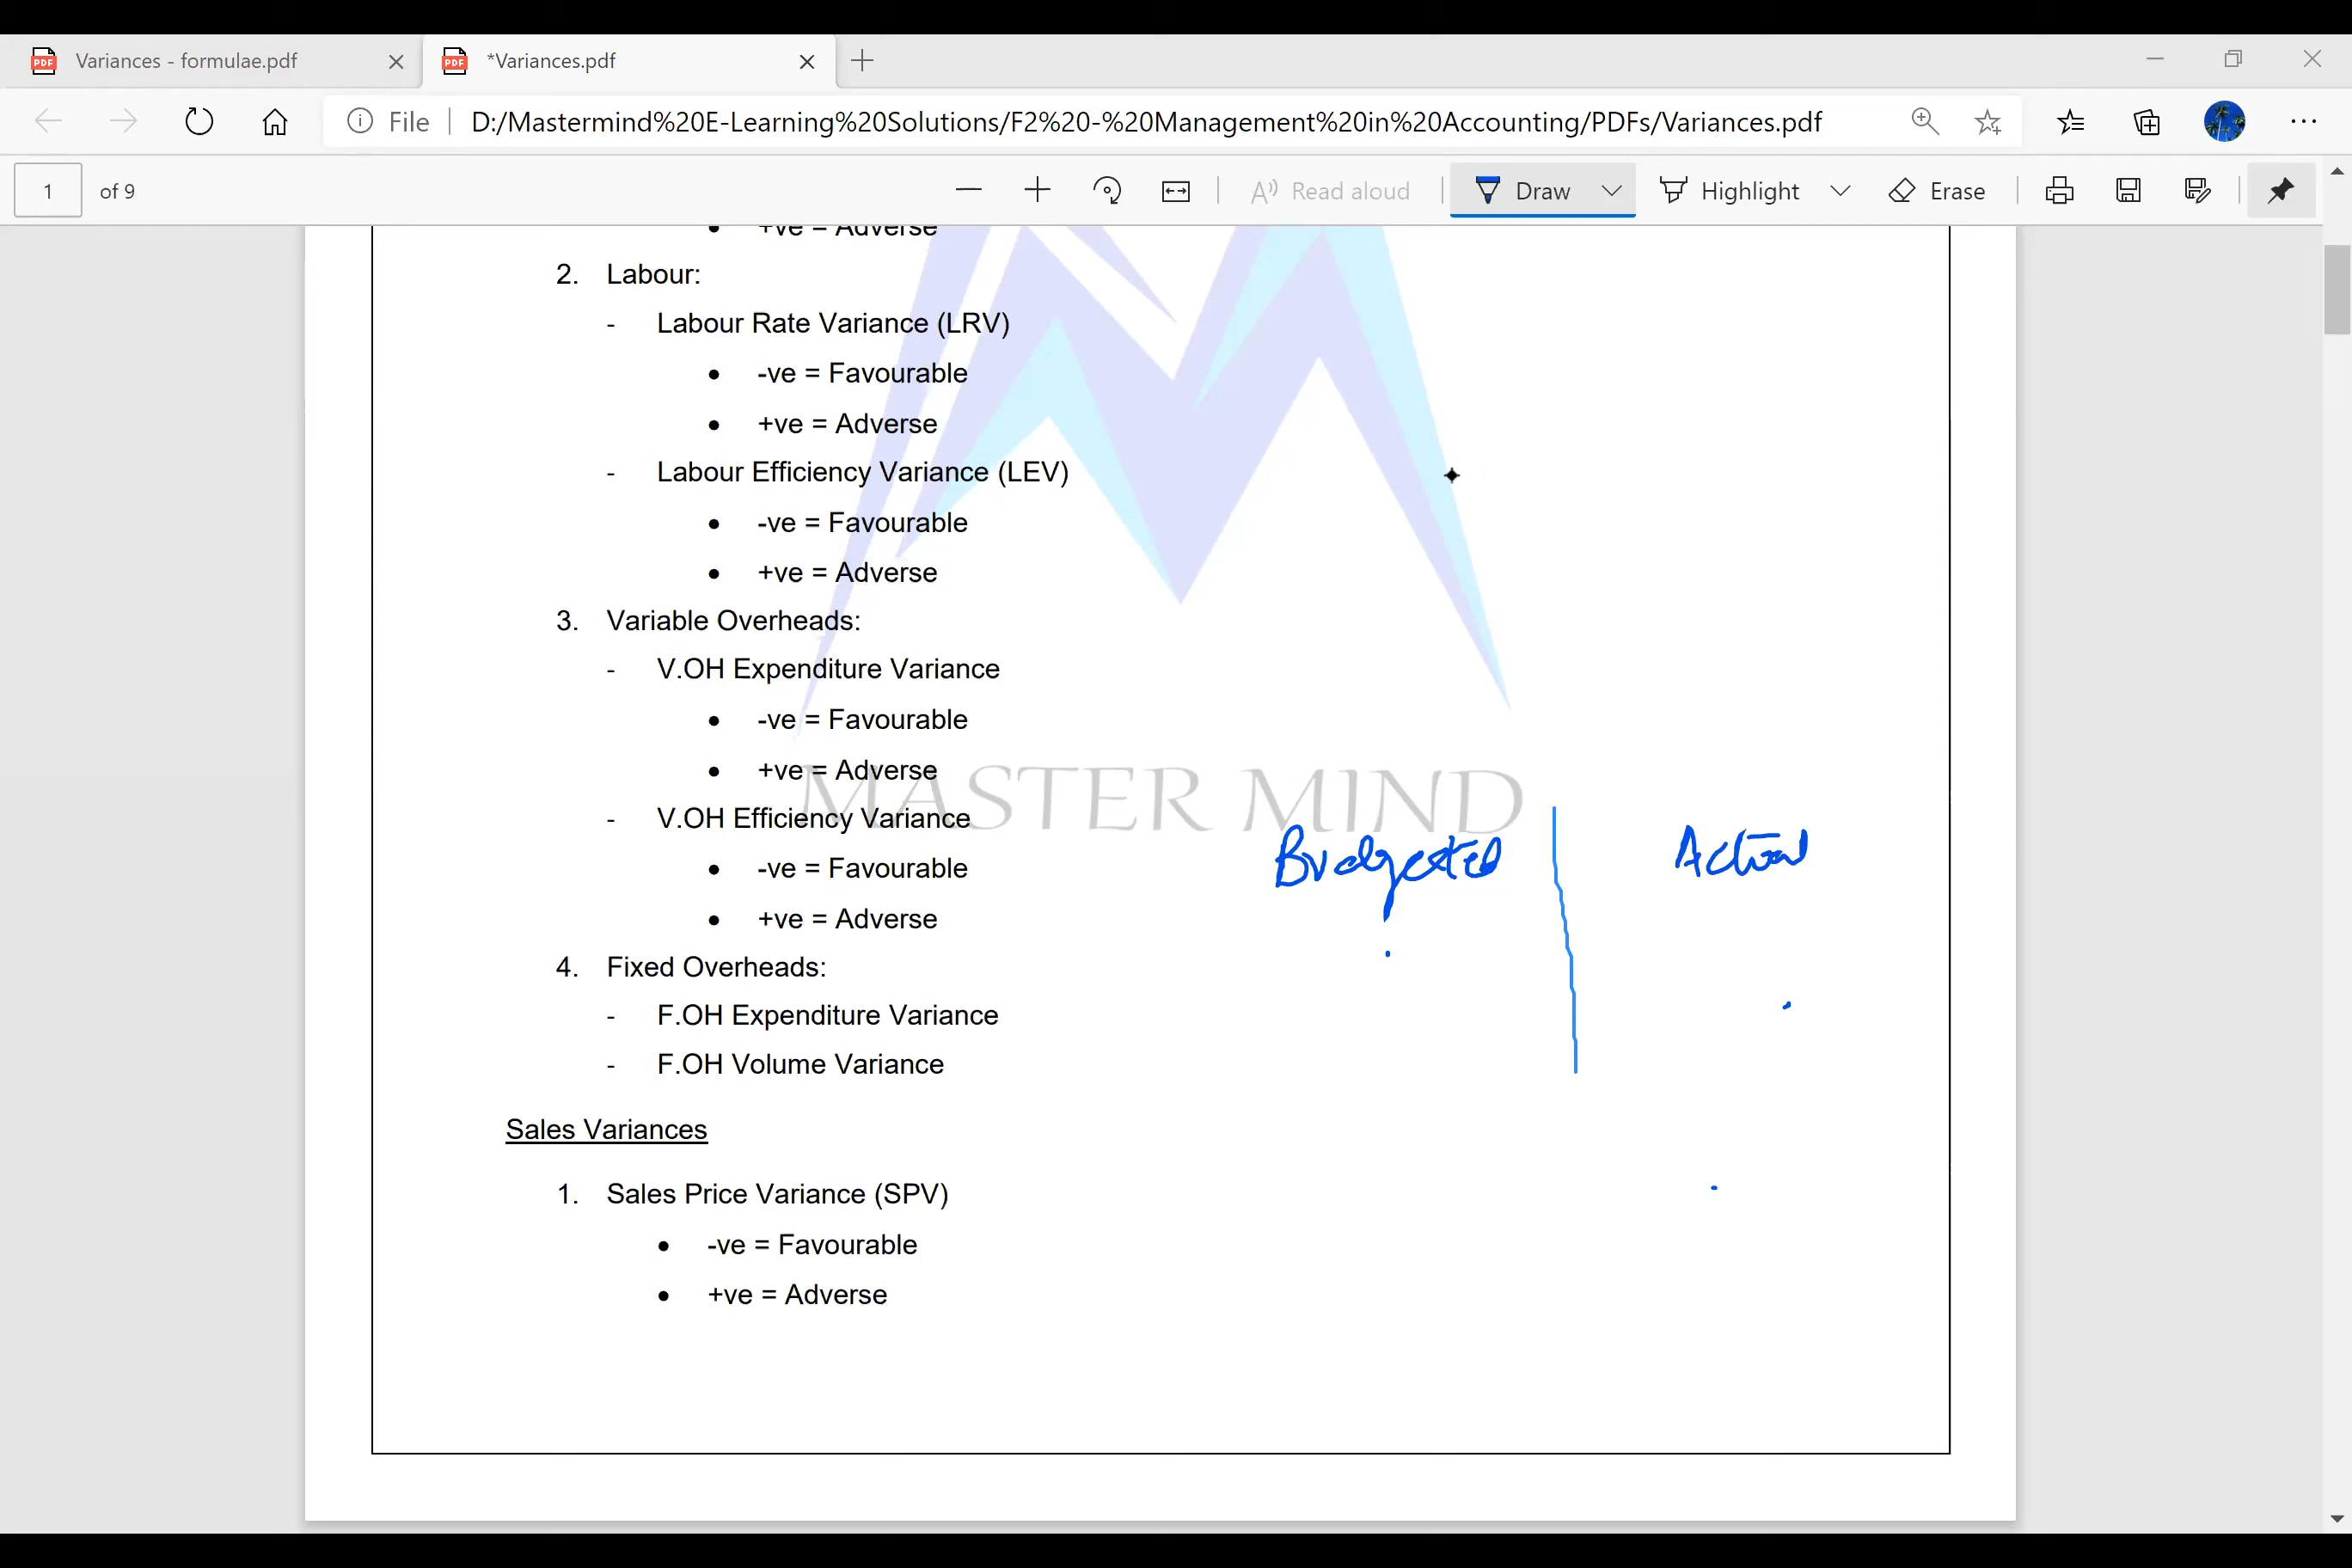 Variances - formulae.pdf
*Variances.pdf
File
D:/Mastermind%20E-Learning%20Solutions/F2%20-%20Management%20in%20Accounting/PDFs/Variances.pdf
1 of 9
Read aloud
Draw
Highlight
Erase
+ve = Adverse
2. Labour:
- Labour Rate Variance (LRV)
• -ve = Favourable
• +ve = Adverse
- Labour Efficiency Variance (LEV)
• -ve = Favourable
• +ve = Adverse
3. Variable Overheads:
- V.OH Expenditure Variance
• -ve = Favourable
• +ve = Adverse
MASTER MIND
- V.OH Efficiency Variance
Budgeted
Actual
• -ve = Favourable
• +ve = Adverse
4. Fixed Overheads:
- F.OH Expenditure Variance
- F.OH Volume Variance
Sales Variances
1. Sales Price Variance (SPV)
• -ve = Favourable
• +ve = Adverse